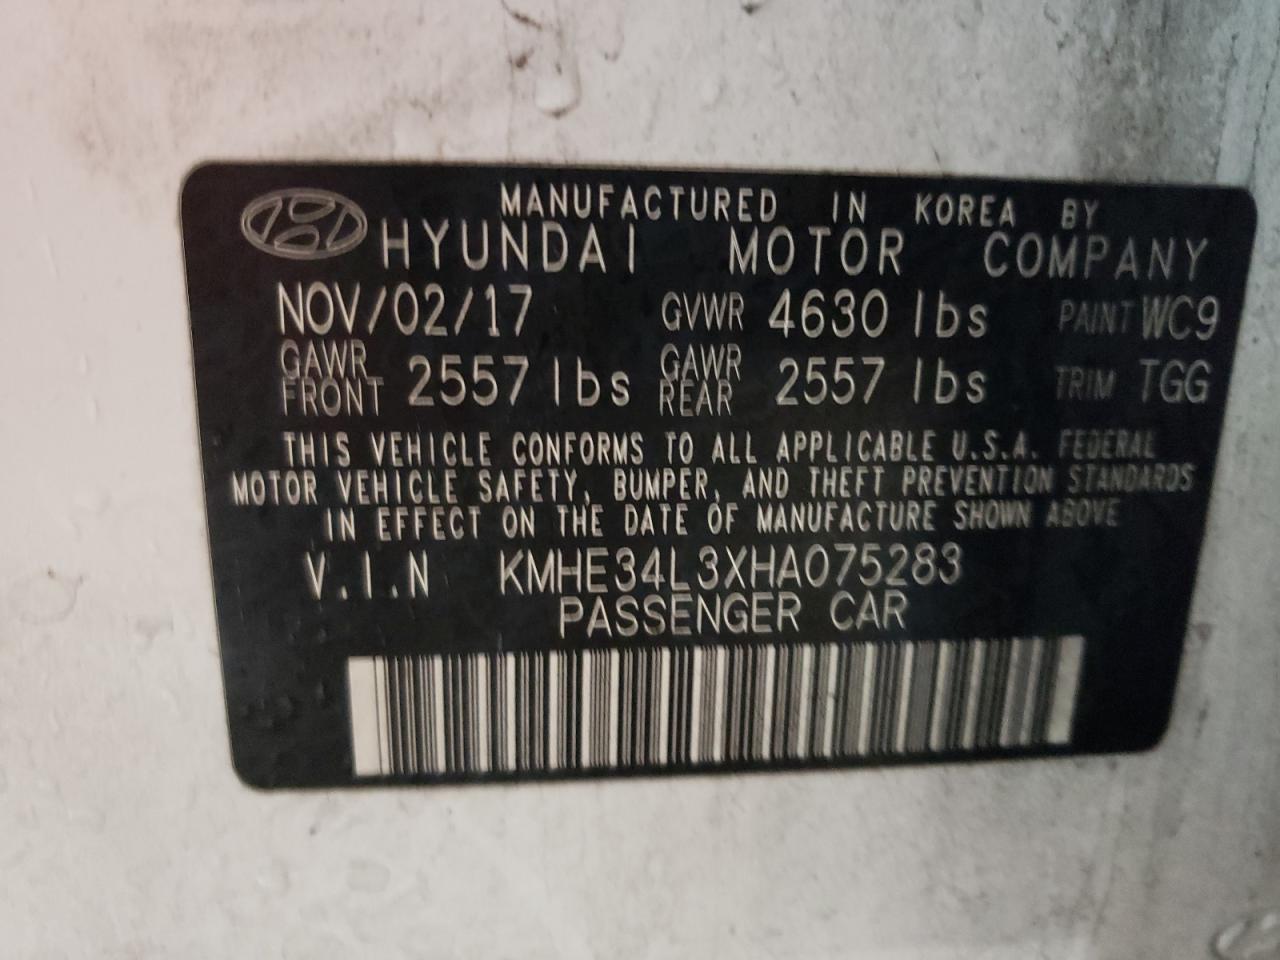 MANUFACTURED IN KOREA BY
HYUNDAI MOTOR COMPANY
NOV/02/17 GVWR 4630 lbs PAINT WC9
GAWR FRONT 2557 lbs GAWR REAR 2557 lbs TRIM TGG
THIS VEHICLE CONFORMS TO ALL APPLICABLE U.S.A. FEDERAL
MOTOR VEHICLE SAFETY, BUMPER, AND THEFT PREVENTION STANDARDS
IN EFFECT ON THE DATE OF MANUFACTURE SHOWN ABOVE
V.I.N KMHE34L3XHA075283
PASSENGER CAR